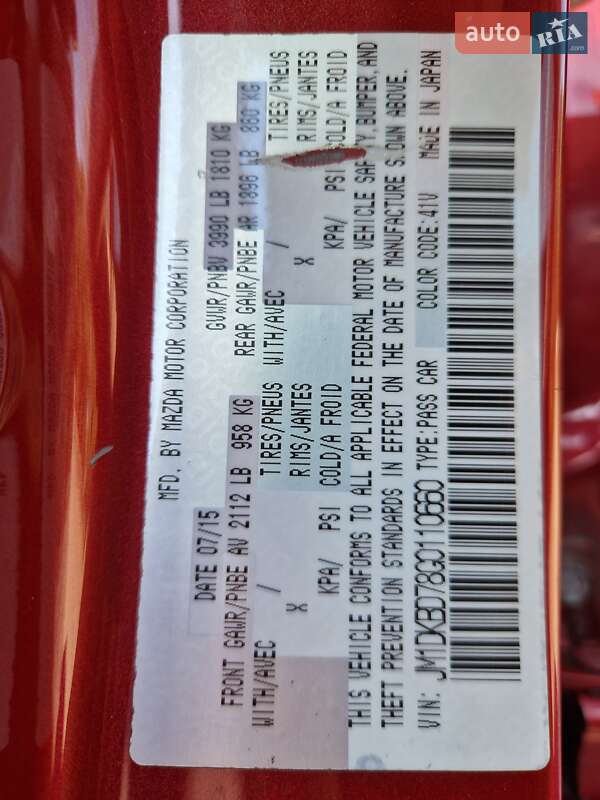 auto RIA.com
MFD. BY MAZDA MOTOR CORPORATION
DATE 07/15 GVWR/PNBV 3990 LB 1810 KG
FRONT GAWR/PNBE AV 2112 LB 958 KG REAR GAWR/PNBE AR 1896 LB 860 KG
WITH/AVEC / TIRES/PNEUS WITH/AVEC / TIRES/PNEUS
X RIMS/JANTES X RIMS/JANTES
KPA/ PSI COLD/A FROID KPA/ PSI COLD/A FROID
THIS VEHICLE CONFORMS TO ALL APPLICABLE FEDERAL MOTOR VEHICLE SAFETY, BUMPER, AND
THEFT PREVENTION STANDARDS IN EFFECT ON THE DATE OF MANUFACTURE SHOWN ABOVE.
VIN: JM1DKBD78G0110660 TYPE:PASS CAR COLOR CODE:41V MADE IN JAPAN